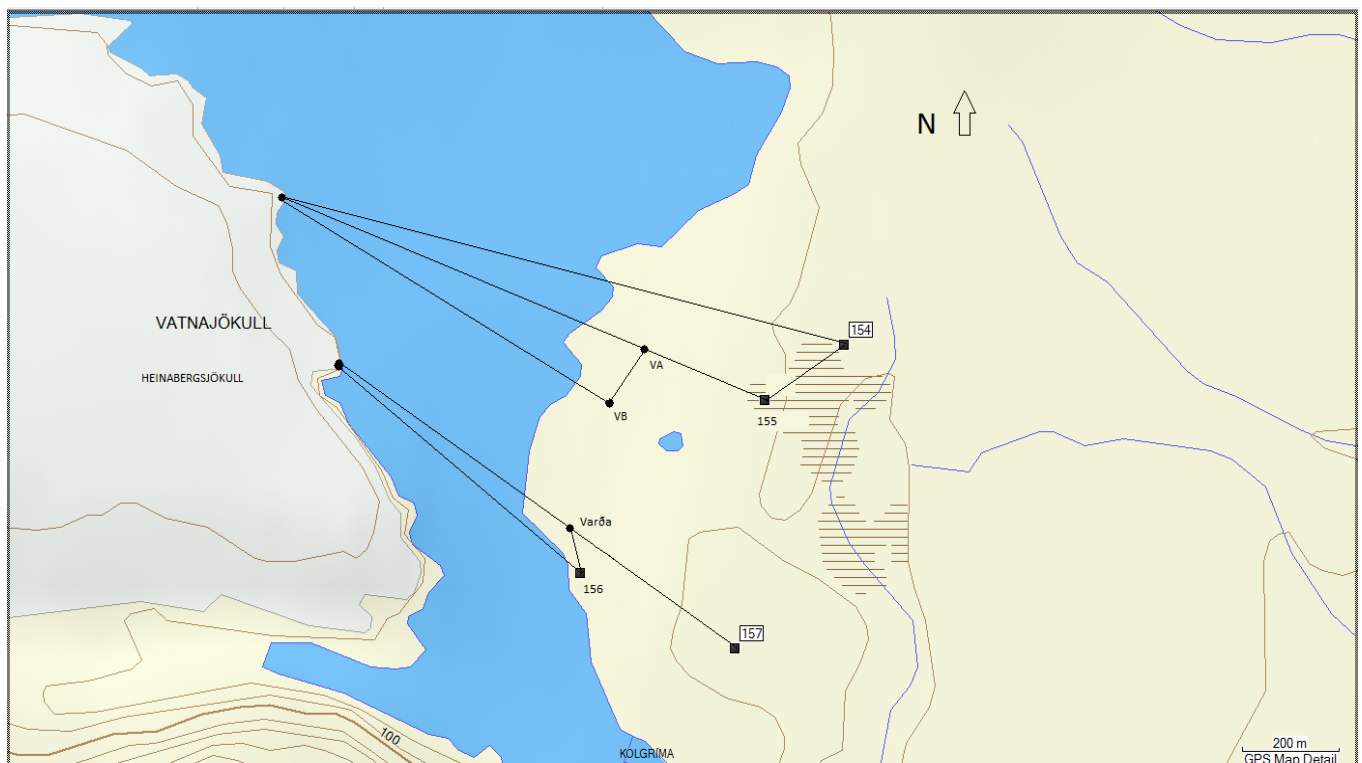 N
154
VATNAJÖKULL
VA
HEINABERGSJÖKULL
VB
155
Varða
156
157
100
KOLGRÍMA
200 m
GPS Map Detail